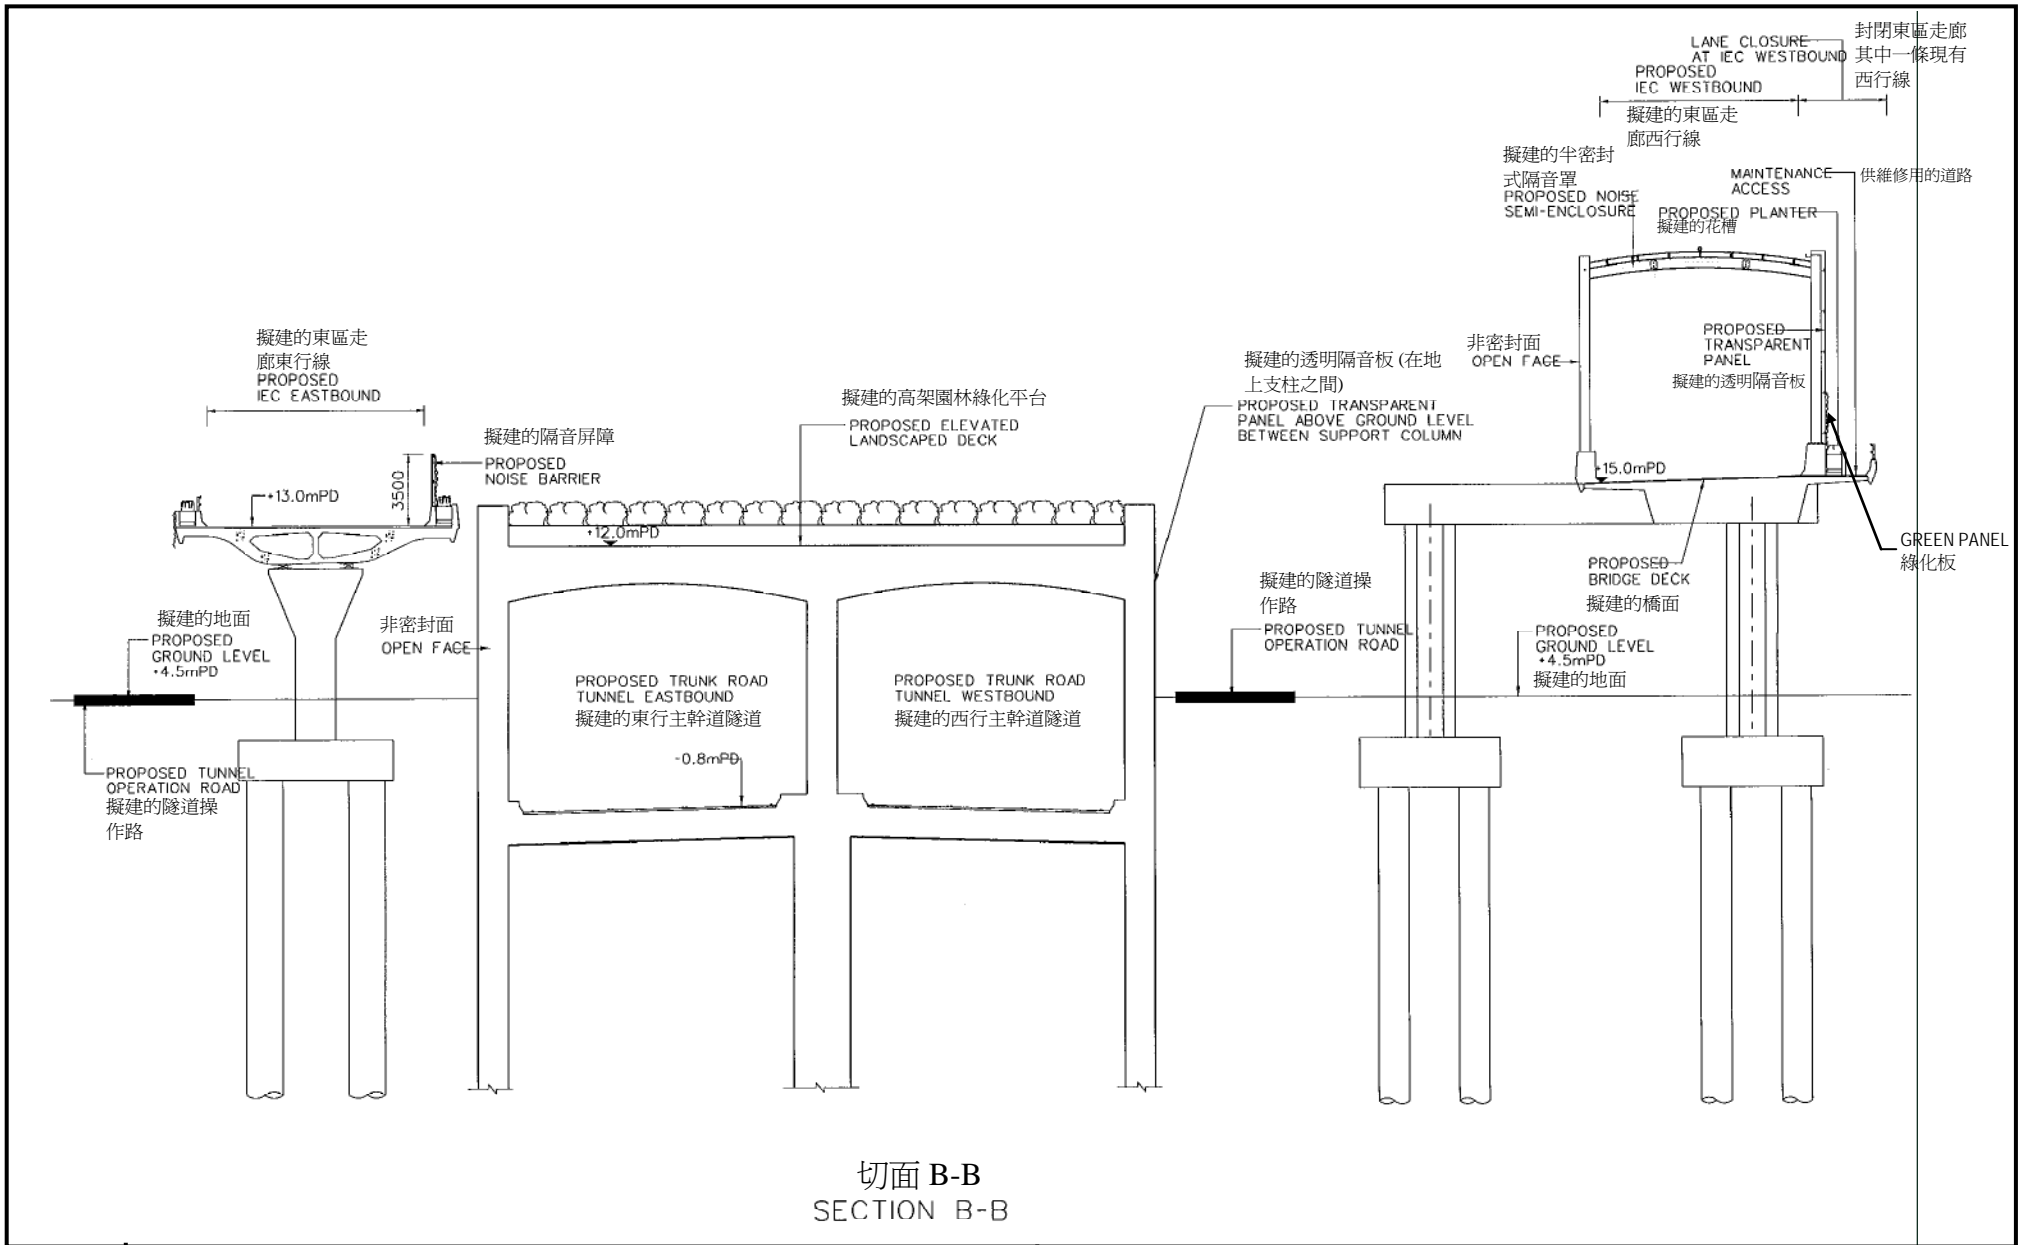 封閉東區走廊
其中一條現有
西行線
LANE CLOSURE
AT IEC WESTBOUND
PROPOSED
IEC WESTBOUND
擬建的東區走
廊西行線
擬建的半密封
式隔音罩
PROPOSED NOISE
SEMI-ENCLOSURE
MAINTENANCE
ACCESS
供維修用的道路
PROPOSED PLANTER
擬建的花槽
非密封面
OPEN FACE
PROPOSED
TRANSPARENT
PANEL
擬建的透明隔音板
擬建的東區走
廊東行線
PROPOSED
IEC EASTBOUND
擬建的隔音屏障
PROPOSED
NOISE BARRIER
3500
+13.0mPD
擬建的高架園林綠化平台
PROPOSED ELEVATED
LANDSCAPED DECK
+12.0mPD
擬建的透明隔音板 (在地
上支柱之間)
PROPOSED TRANSPARENT
PANEL ABOVE GROUND LEVEL
BETWEEN SUPPORT COLUMN
+15.0mPD
GREEN PANEL
綠化板
PROPOSED
BRIDGE DECK
擬建的橋面
擬建的隧道操
作路
PROPOSED TUNNEL
OPERATION ROAD
PROPOSED
GROUND LEVEL
+4.5mPD
擬建的地面
擬建的地面
PROPOSED
GROUND LEVEL
+4.5mPD
非密封面
OPEN FACE
PROPOSED TRUNK ROAD
TUNNEL EASTBOUND
擬建的東行主幹道隧道
PROPOSED TRUNK ROAD
TUNNEL WESTBOUND
擬建的西行主幹道隧道
-0.8mPD
PROPOSED TUNNEL
OPERATION ROAD
擬建的隧道操
作路
切面 B-B
SECTION B-B